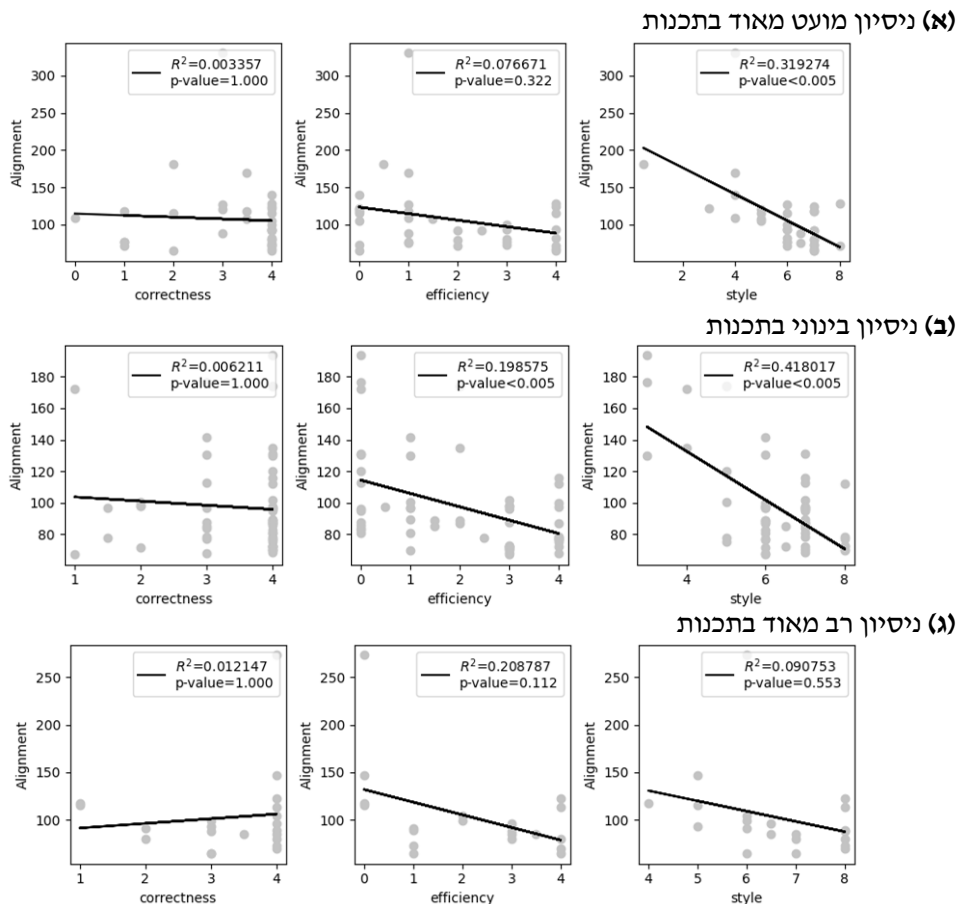 (א) ניסיון מועט מאוד בתכנות
R²=0.003357
p-value=1.000
Alignment
300
250
200
150
100
0 1 2 3 4
correctness
R²=0.076671
p-value=0.322
Alignment
300
250
200
150
100
0 1 2 3 4
efficiency
R²=0.319274
p-value<0.005
Alignment
300
250
200
150
100
2 4 6 8
style
(ב) ניסיון בינוני בתכנות
R²=0.006211
p-value=1.000
Alignment
180
160
140
120
100
80
1 2 3 4
correctness
R²=0.198575
p-value<0.005
Alignment
180
160
140
120
100
80
0 1 2 3 4
efficiency
R²=0.418017
p-value<0.005
Alignment
180
160
140
120
100
80
4 6 8
style
(ג) ניסיון רב מאוד בתכנות
R²=0.012147
p-value=1.000
Alignment
250
200
150
100
1 2 3 4
correctness
R²=0.208787
p-value=0.112
Alignment
250
200
150
100
0 1 2 3 4
efficiency
R²=0.090753
p-value=0.553
Alignment
250
200
150
100
4 5 6 7 8
style